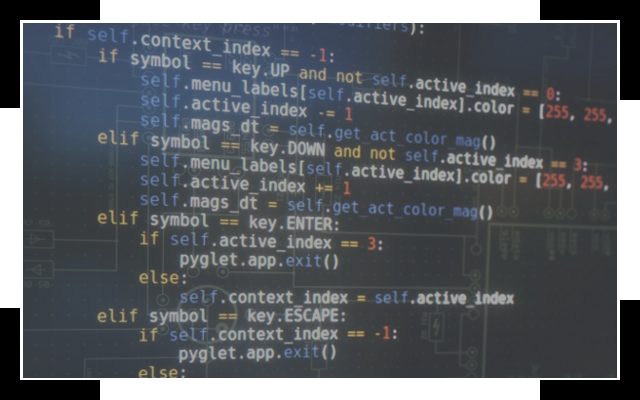 key press"""
modifiers):
if self.context_index == -1:
if symbol == key.UP and not self.active_index == 0:
self.menu_labels[self.active_index].color = [255, 255,
self.active_index -= 1
self.mags_dt = self.get_act_color_mag()
elif symbol == key.DOWN and not self.active_index == 3:
self.menu_labels[self.active_index].color = [255, 255,
self.active_index += 1
self.mags_dt = self.get_act_color_mag()
elif symbol == key.ENTER:
if self.active_index == 3:
pyglet.app.exit()
else:
self.context_index = self.active_index
elif symbol == key.ESCAPE:
if self.context_index == -1:
pyglet.app.exit()
else: